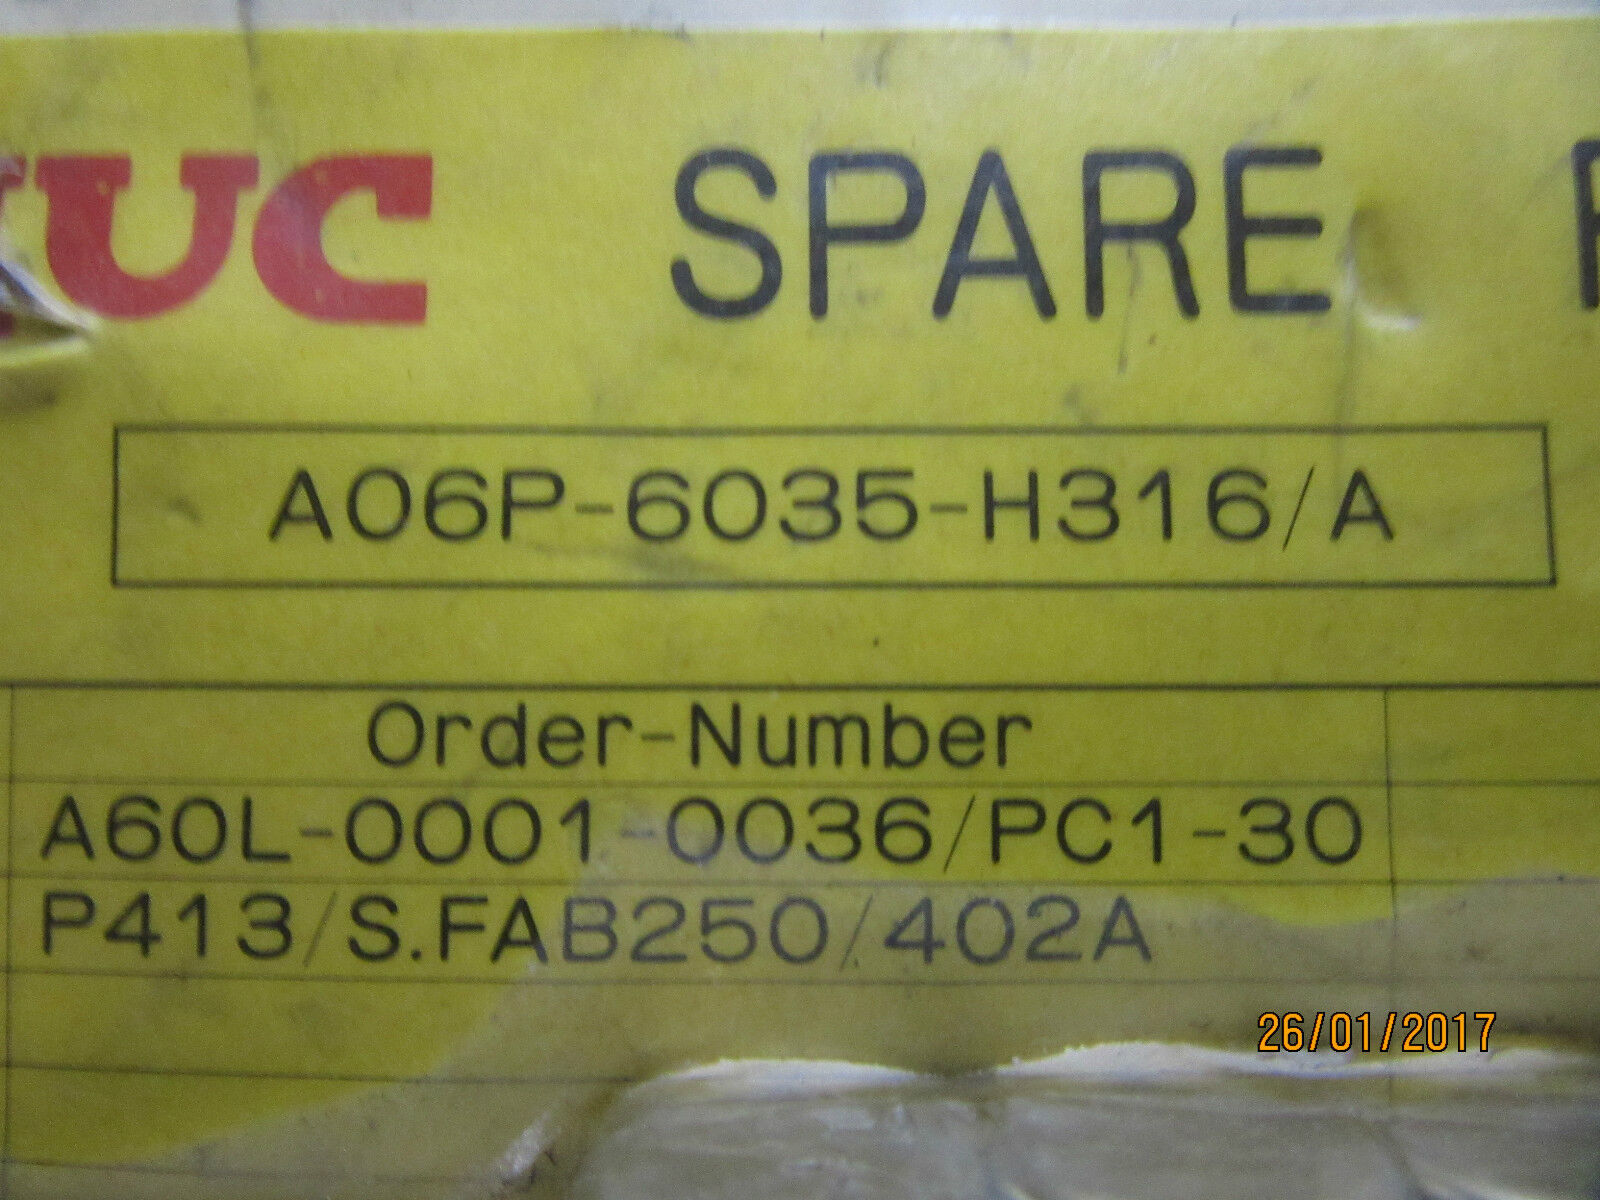 UC SPARE
A06P-6035-H316/A
Order-Number
A60L-0001-0036/PC1-30
P413/S.FAB250/402A
26/01/2017